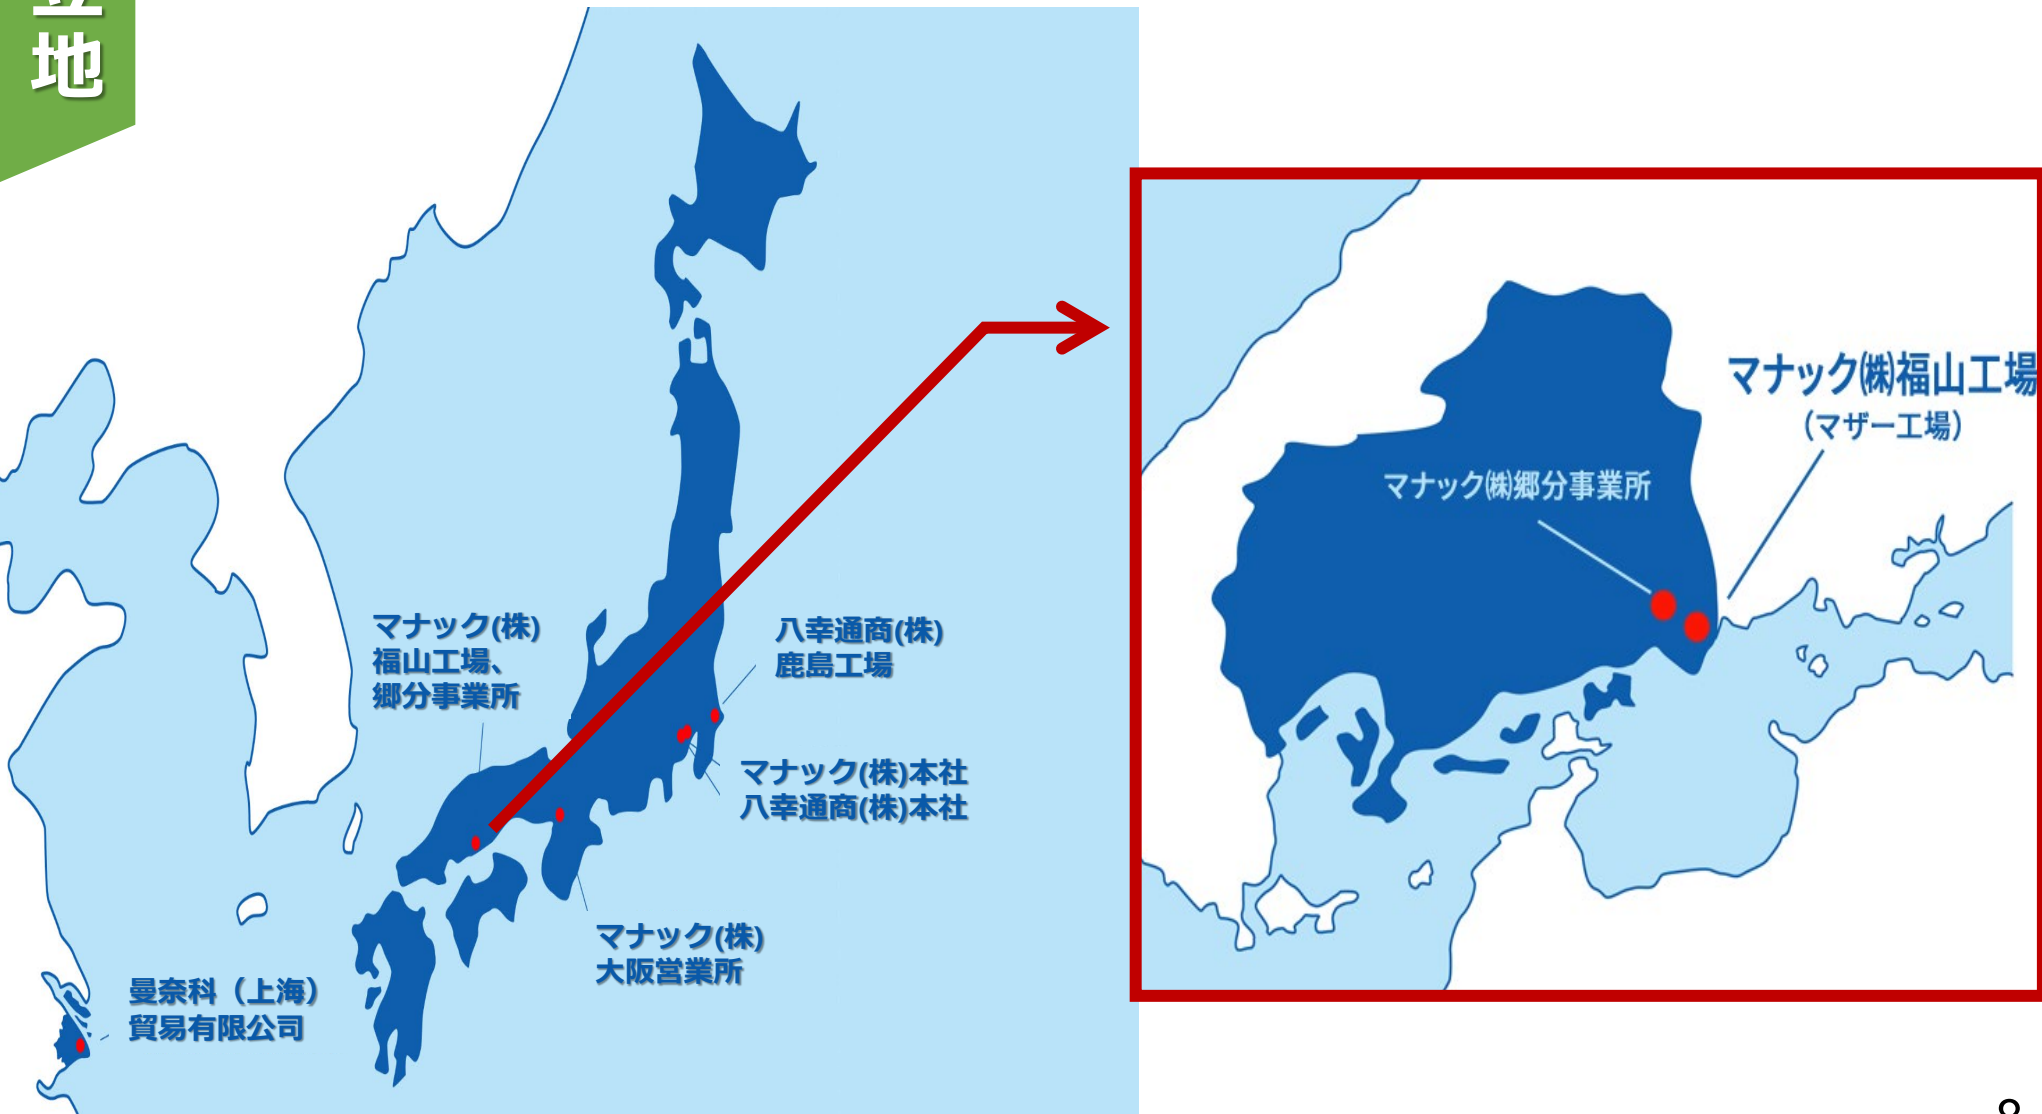 立地
マナック(株)
福山工場、
郷分事業所
八幸通商(株)
鹿島工場
マナック(株)本社
八幸通商(株)本社
マナック(株)
大阪営業所
曼奈科（上海）
貿易有限公司
マナック㈱福山工場
（マザー工場）
マナック㈱郷分事業所